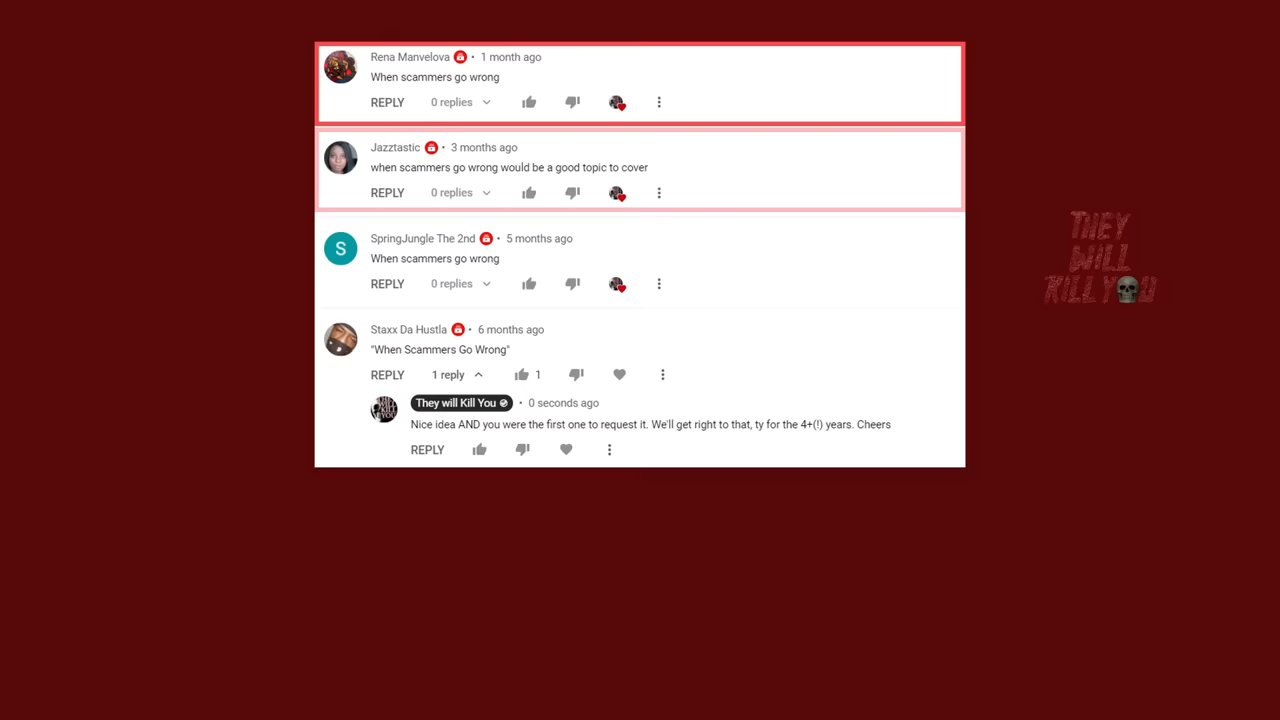 Rena Manvelova • 1 month ago
When scammers go wrong
REPLY 0 replies
Jazztastic • 3 months ago
when scammers go wrong would be a good topic to cover
REPLY 0 replies
S
SpringJungle The 2nd • 5 months ago
When scammers go wrong
REPLY 0 replies
Staxx Da Hustla • 6 months ago
"When Scammers Go Wrong"
REPLY 1 reply 1
They will Kill You • 0 seconds ago
Nice idea AND you were the first one to request it. We'll get right to that, ty for the 4+(!) years. Cheers
REPLY
THEY
WILL
KILL YOU